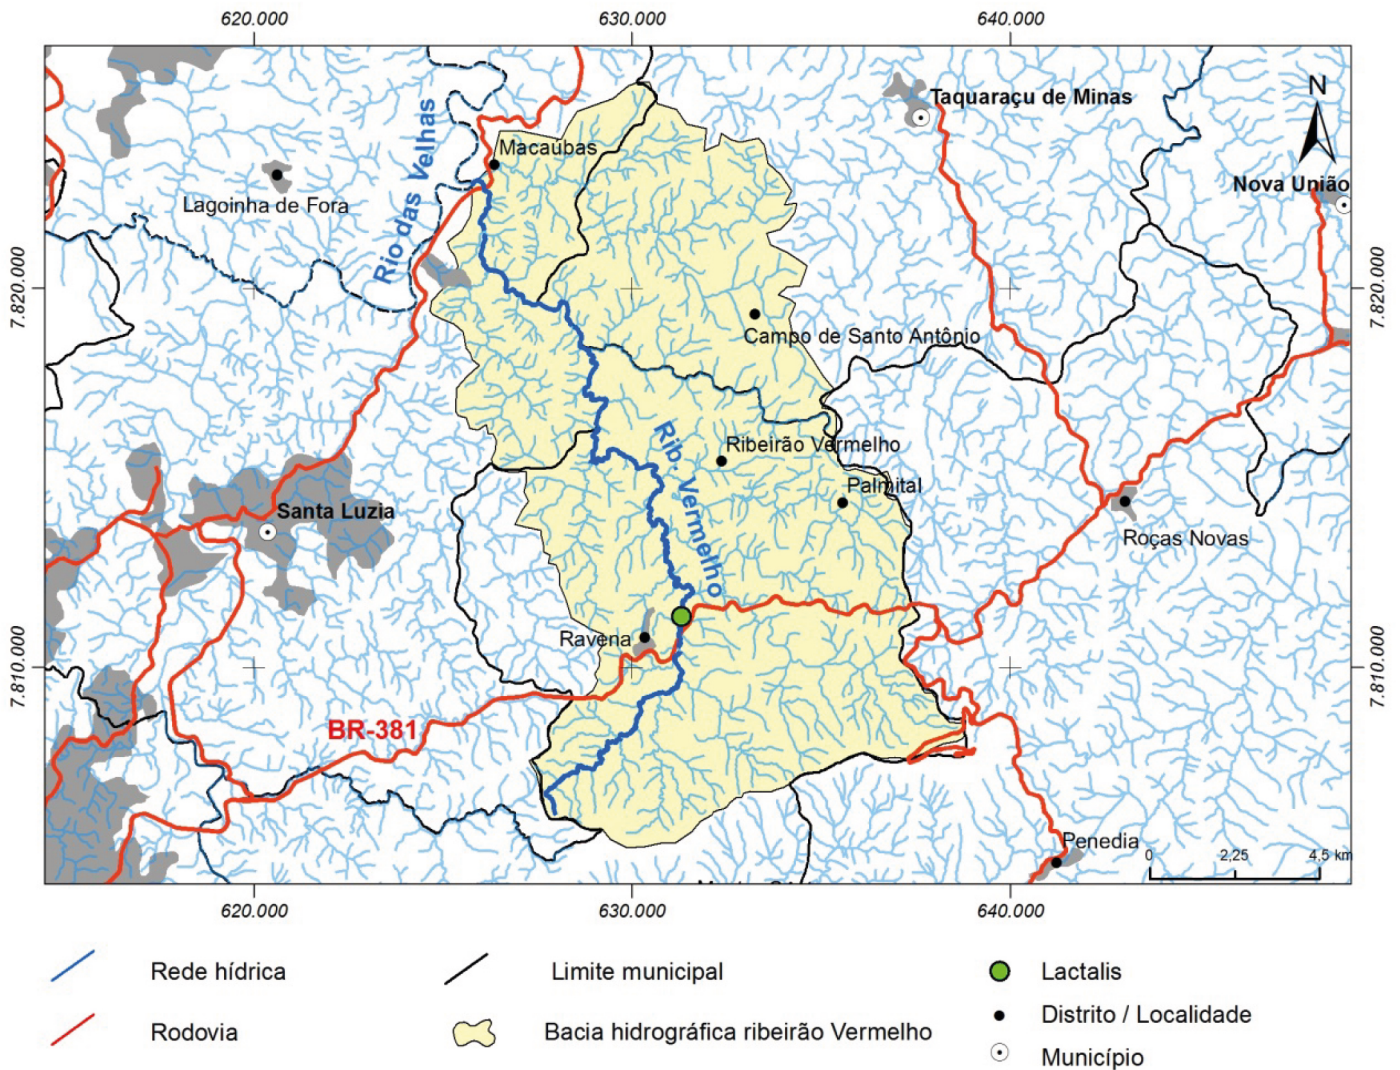 620.000 630.000 640.000
N
Taquaraçu de Minas
Rio das Velhas
Macaúbas
Nova União
Lagoinha de Fora
7.820.000
7.820.000
Campo de Santo Antônio
Rib. Vermelho
Ribeirão Vermelho
Palmital
Santa Luzia
Roças Novas
Ravena
7.810.000
7.810.000
BR-381
Penedia
0 2,25 4,5 km
620.000 630.000 640.000
Rede hídrica
Limite municipal
Lactalis
Rodovia
Bacia hidrográfica ribeirão Vermelho
Distrito / Localidade
Município